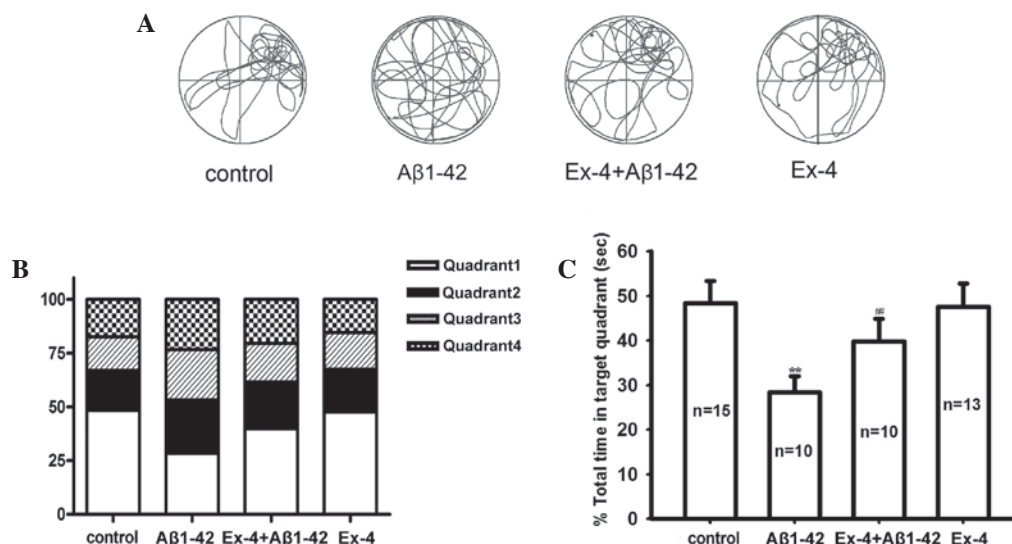 A
control
Aβ1-42
Ex-4+Aβ1-42
Ex-4
B
Quadrant1
Quadrant2
Quadrant3
Quadrant4
100
75
50
25
0
control Aβ1-42 Ex-4+Aβ1-42 Ex-4
C
% Total time in target quadrant (sec)
60
50
40
30
20
10
0
n=15
**
n=10
##
n=10
n=13
control Aβ1-42 Ex-4+Aβ1-42 Ex-4